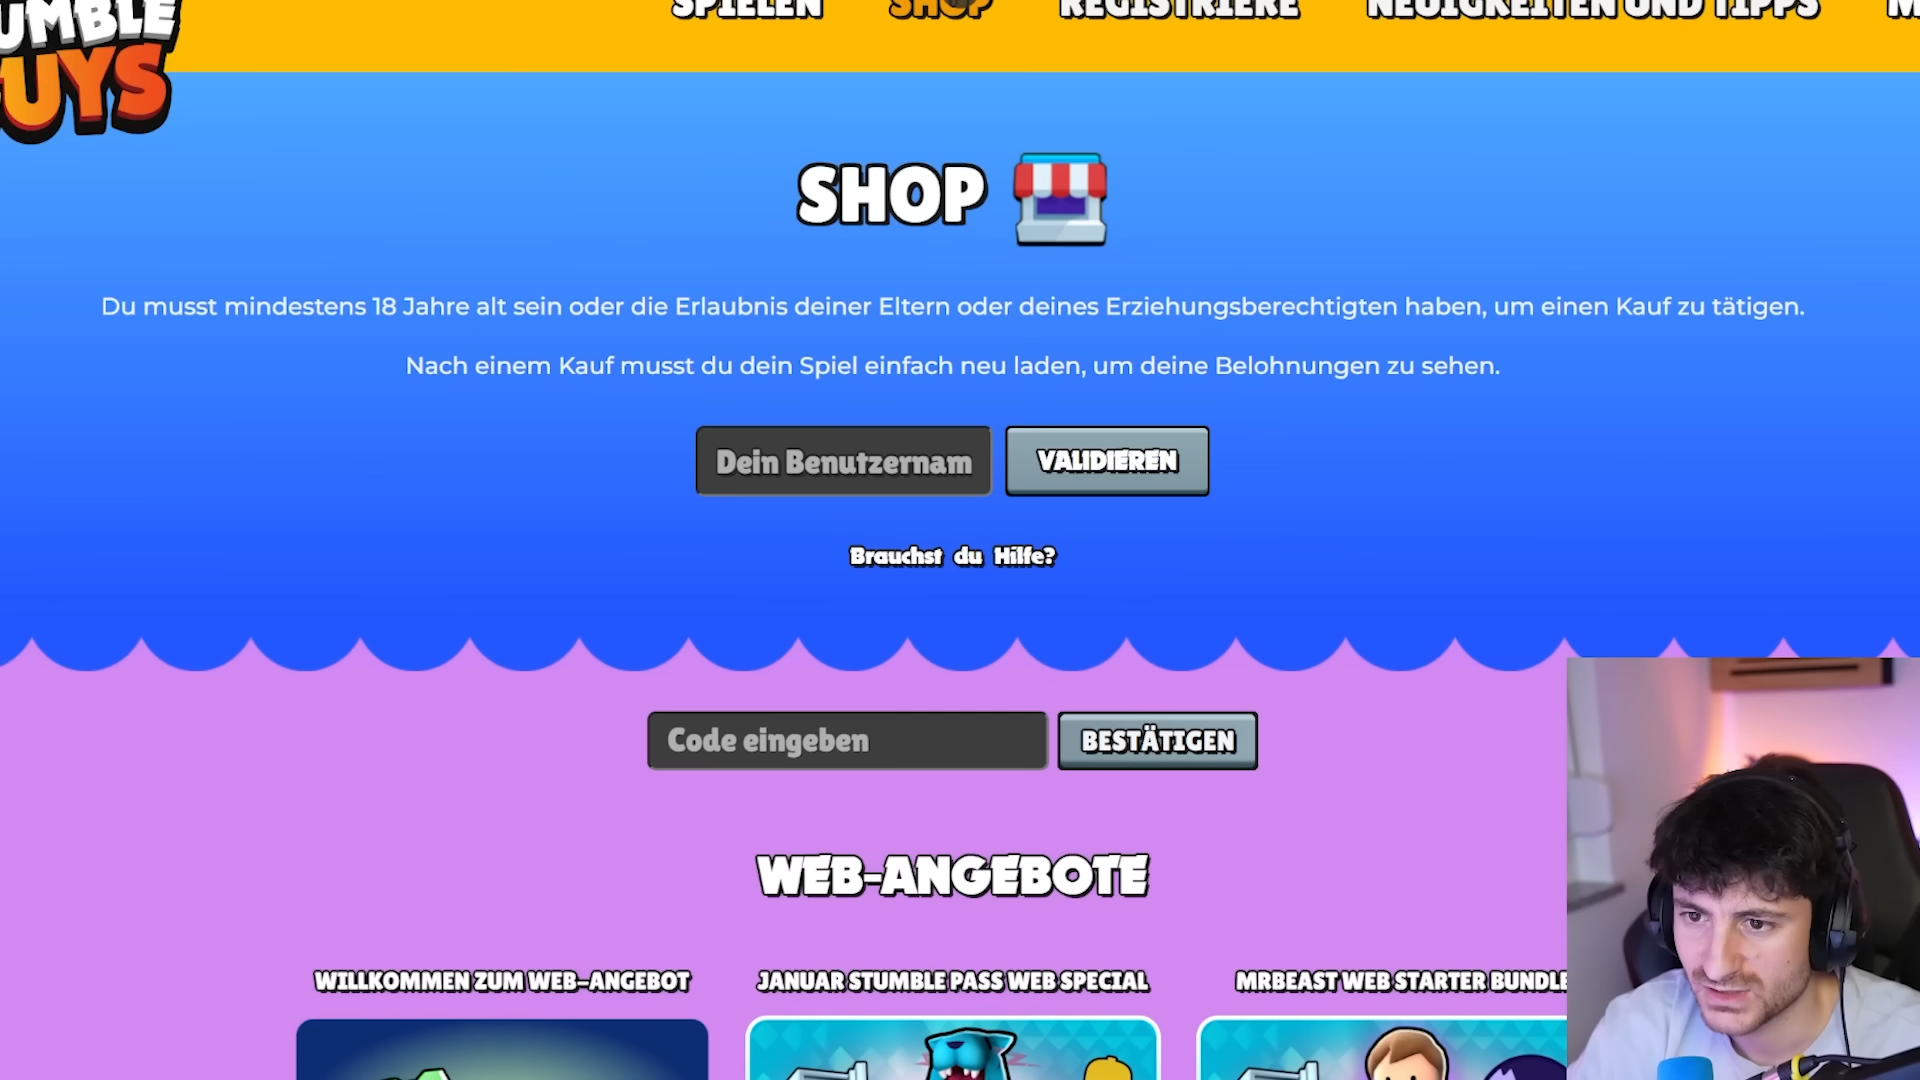 SPIELEN SHOP REGISTRIERE NEUIGKEITEN UND TIPPS
UMBLE
UYS
SHOP
Du musst mindestens 18 Jahre alt sein oder die Erlaubnis deiner Eltern oder deines Erziehungsberechtigten haben, um einen Kauf zu tätigen.
Nach einem Kauf musst du dein Spiel einfach neu laden, um deine Belohnungen zu sehen.
Dein Benutzernam VALIDIEREN
Brauchst du Hilfe?
Code eingeben BESTÄTIGEN
WEB-ANGEBOTE
WILLKOMMEN ZUM WEB-ANGEBOT JANUAR STUMBLE PASS WEB SPECIAL MRBEAST WEB STARTER BUNDLE